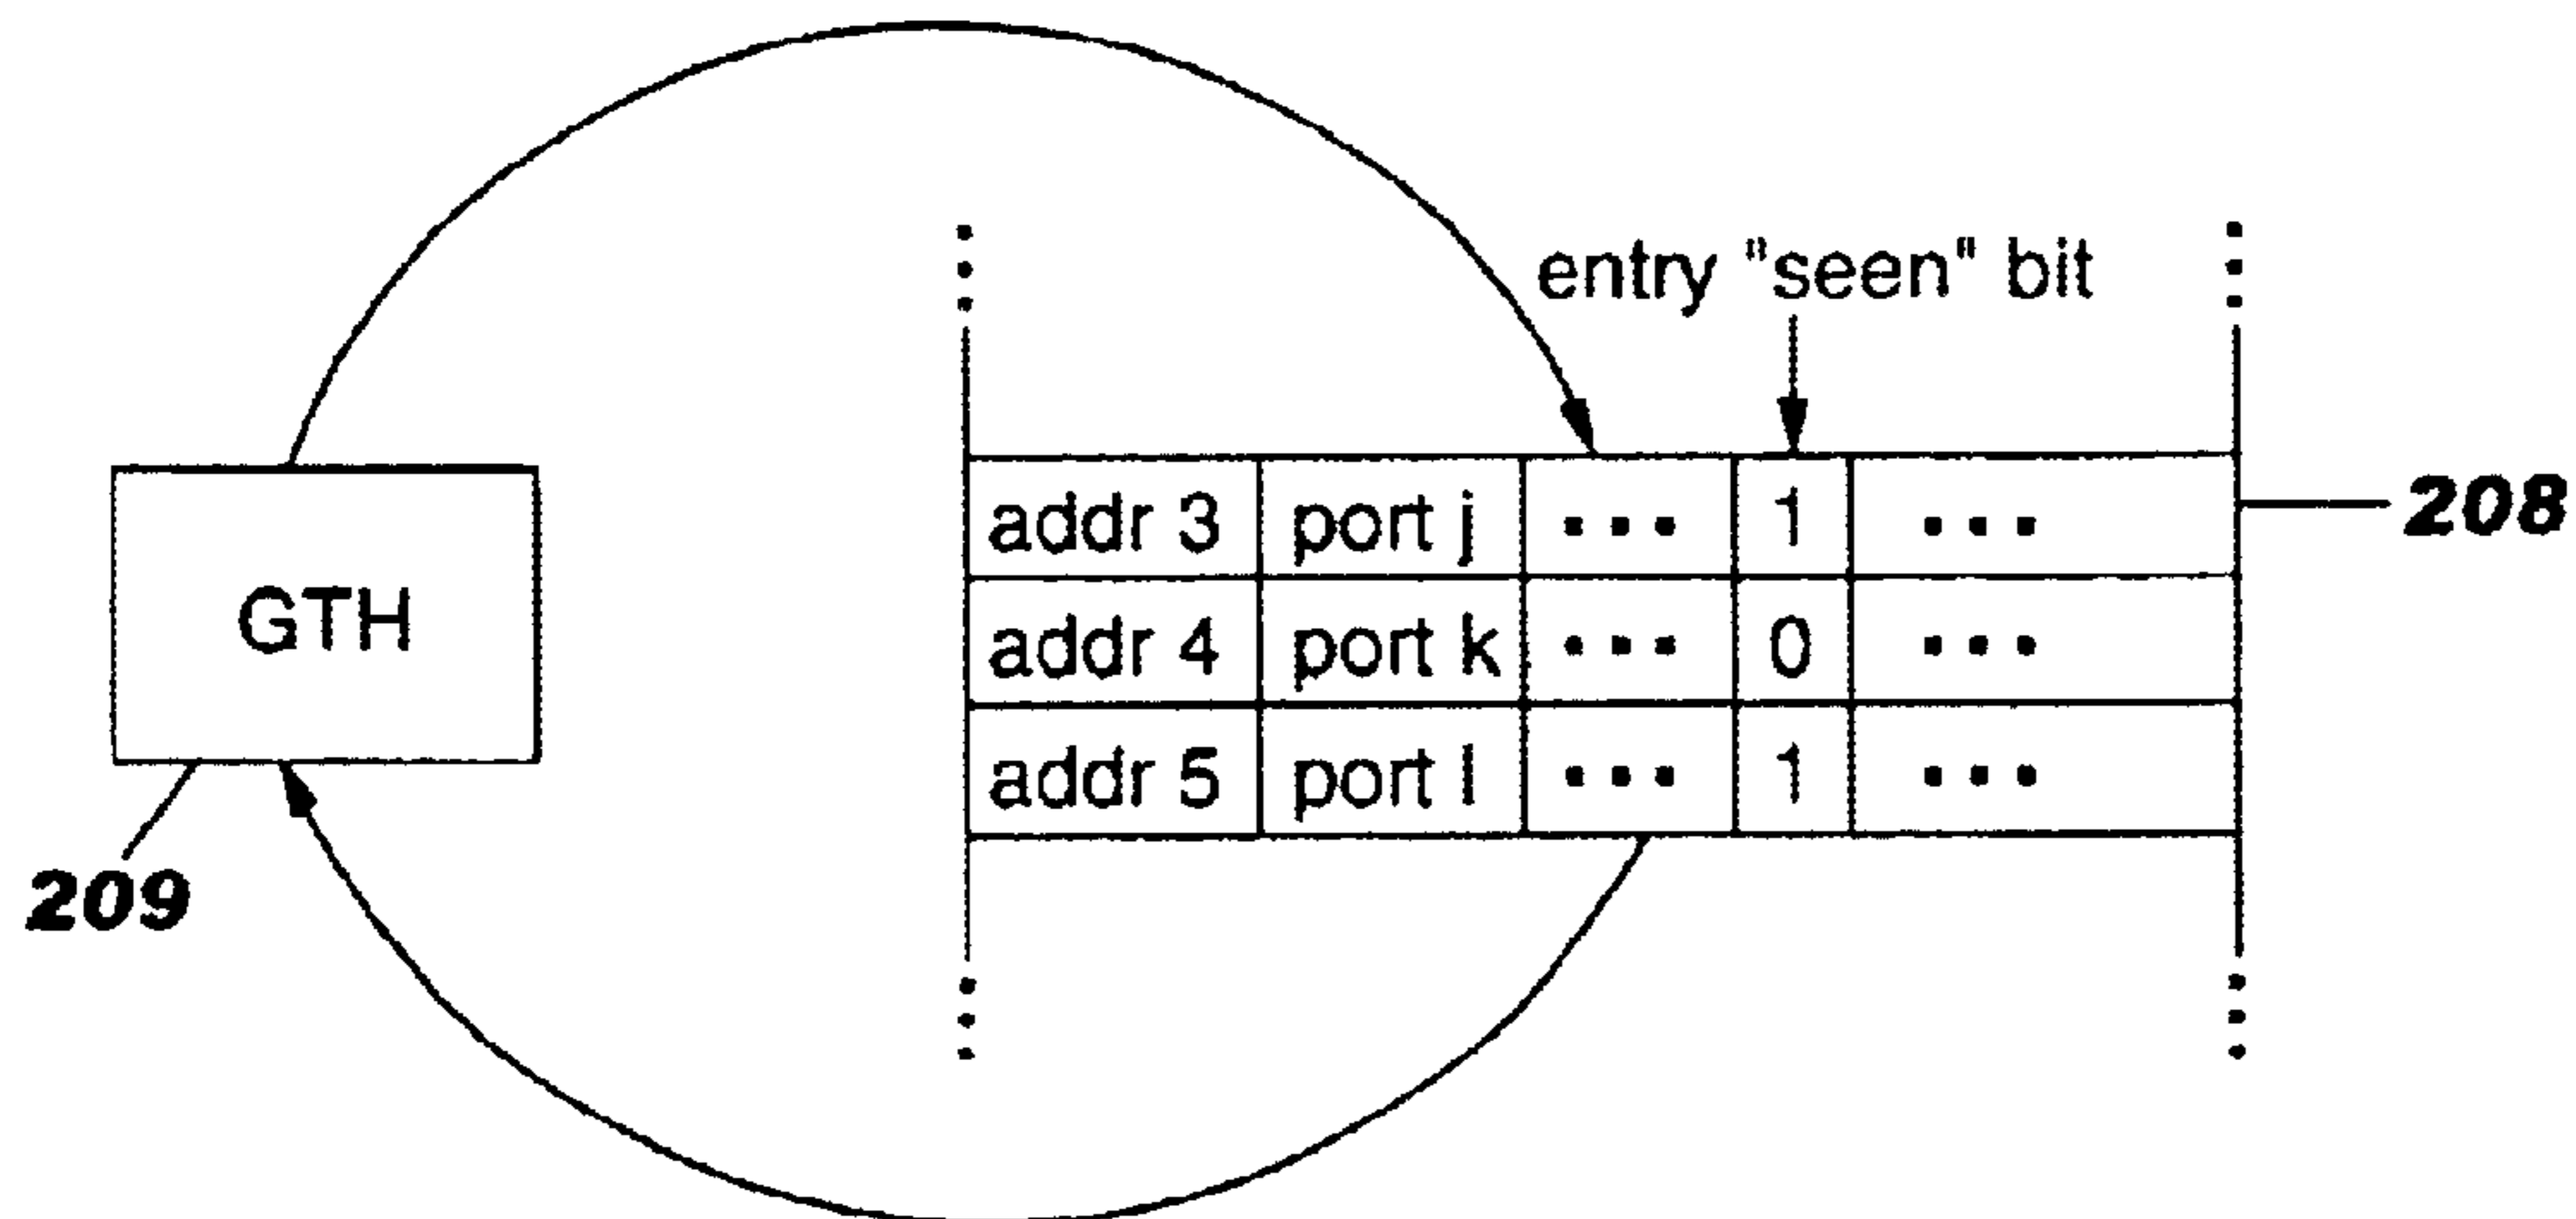 entry "seen" bit
addr 3 port j ... 1 ...
208
GTH
addr 4 port k ... 0 ...
addr 5 port l ... 1 ...
209